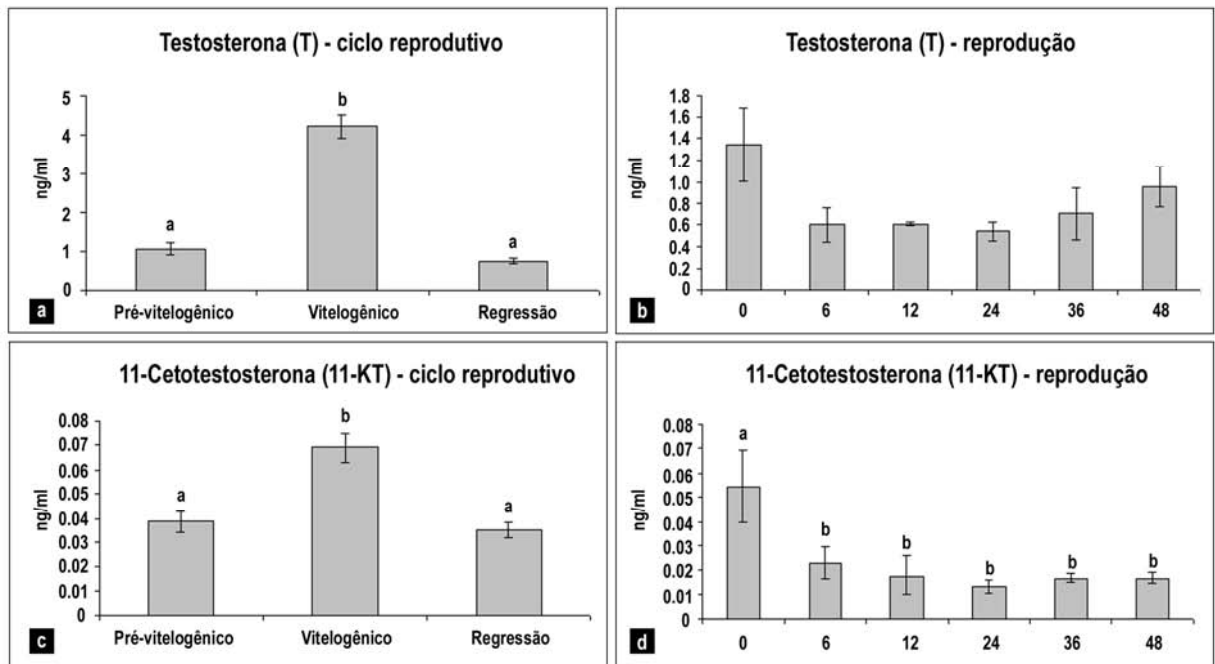 Testosterona (T) - ciclo reprodutivo
ng/ml
5
4
3
2
1
0
a
b
a
Pré-vitelogênico Vitelogênico Regressão
a
Testosterona (T) - reprodução
ng/ml
1.8
1.6
1.4
1.2
1.0
0.8
0.6
0.4
0.2
0
0 6 12 24 36 48
b
11-Cetotestosterona (11-KT) - ciclo reprodutivo
ng/ml
0.08
0.07
0.06
0.05
0.04
0.03
0.02
0.01
0
a
b
a
Pré-vitelogênico Vitelogênico Regressão
c
11-Cetotestosterona (11-KT) - reprodução
ng/ml
0.08
0.07
0.06
0.05
0.04
0.03
0.02
0.01
0
a
b
b
b
b
b
0 6 12 24 36 48
d